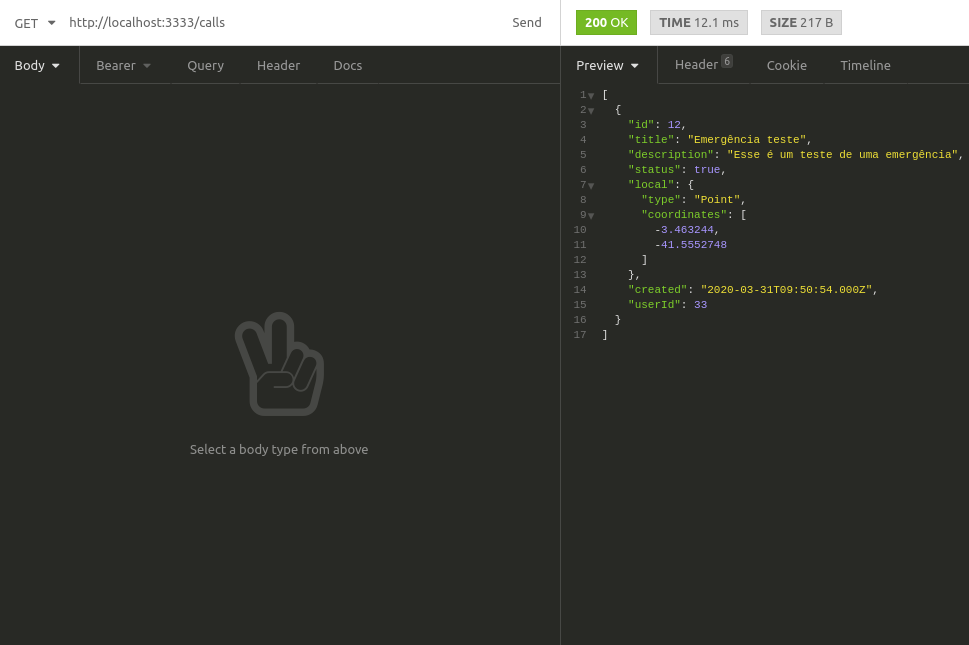 GET http://localhost:3333/calls Send
200 OK TIME 12.1 ms SIZE 217 B
Body Bearer Query Header Docs
Select a body type from above
Preview Header 6 Cookie Timeline
1 [
2 {
3 "id": 12,
4 "title": "Emergência teste",
5 "description": "Esse é um teste de uma emergência",
6 "status": true,
7 "local": {
8 "type": "Point",
9 "coordinates": [
10 -3.463244,
11 -41.5552748
12 ]
13 },
14 "created": "2020-03-31T09:50:54.000Z",
15 "userId": 33
16 }
17 ]